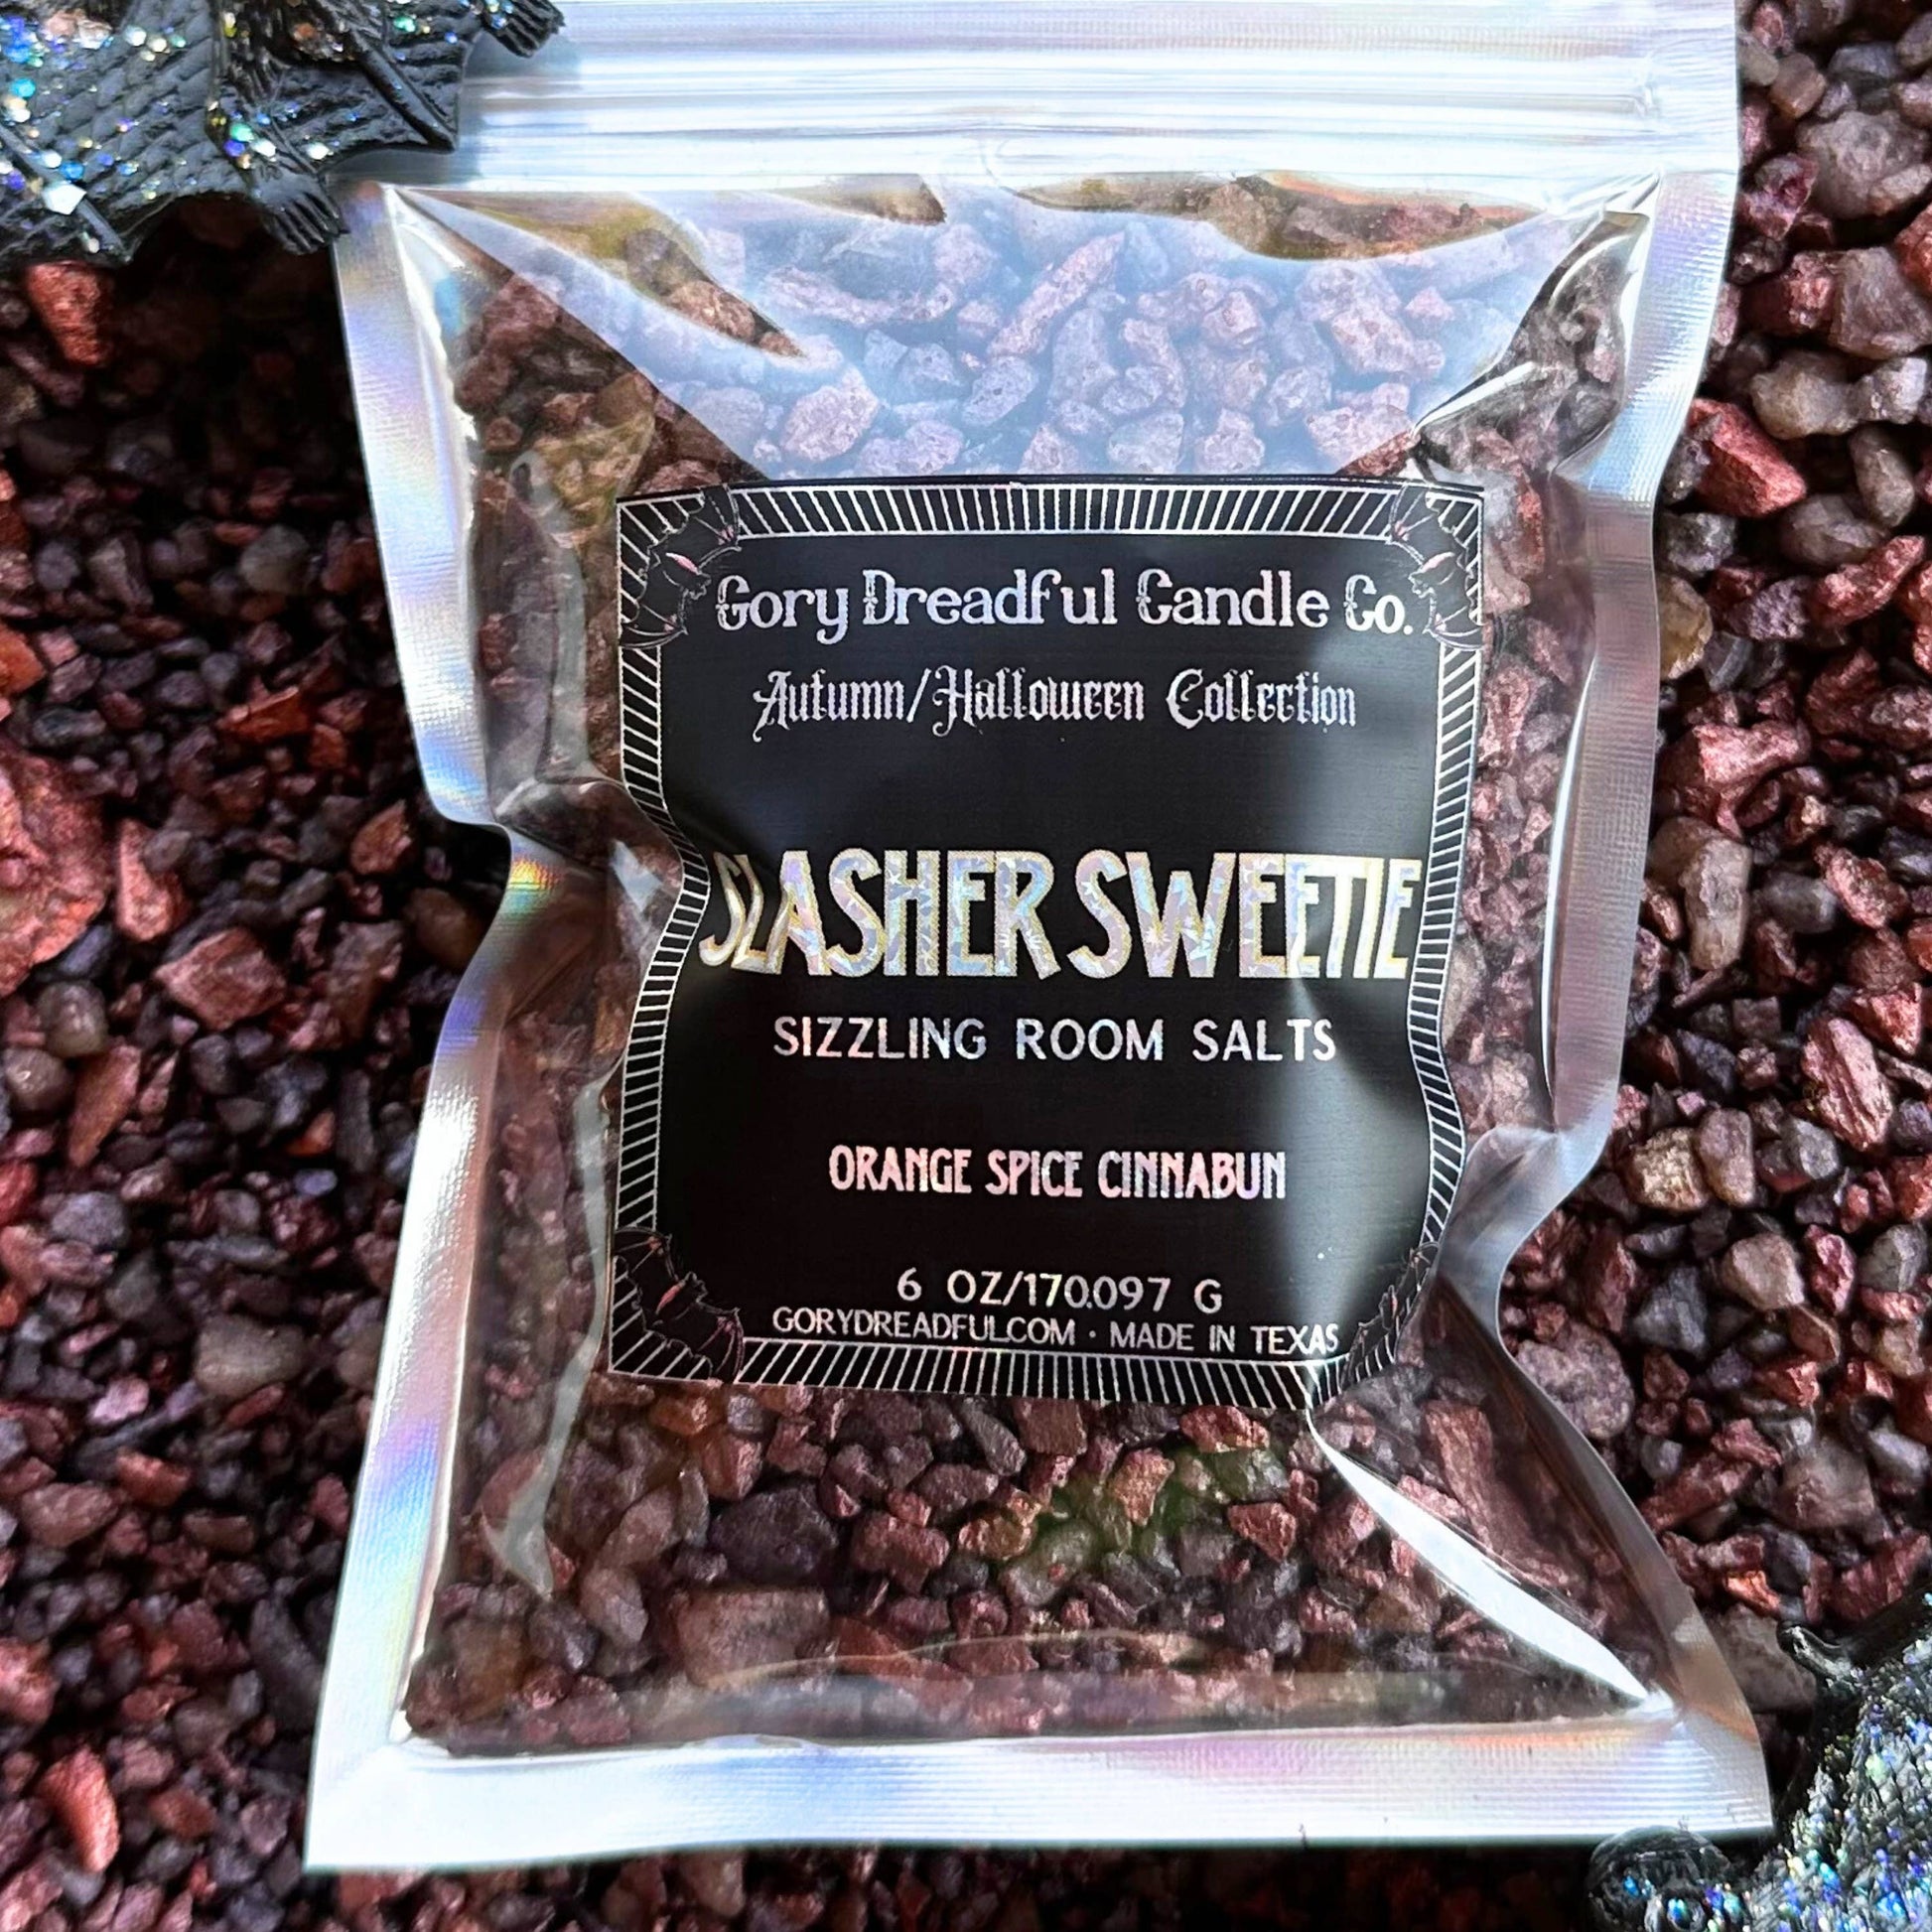 Gory Dreadful Candle Co.
Autumn/Halloween Collection
SLASHER SWEETIE
SIZZLING ROOM SALTS
ORANGE SPICE CINNABUN
6 OZ/170.097 G
GORYDREADFUL.COM · MADE IN TEXAS